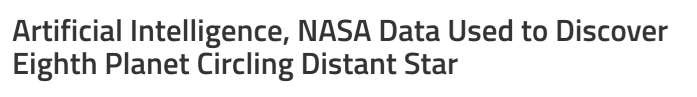 Artificial Intelligence, NASA Data Used to Discover
Eighth Planet Circling Distant Star